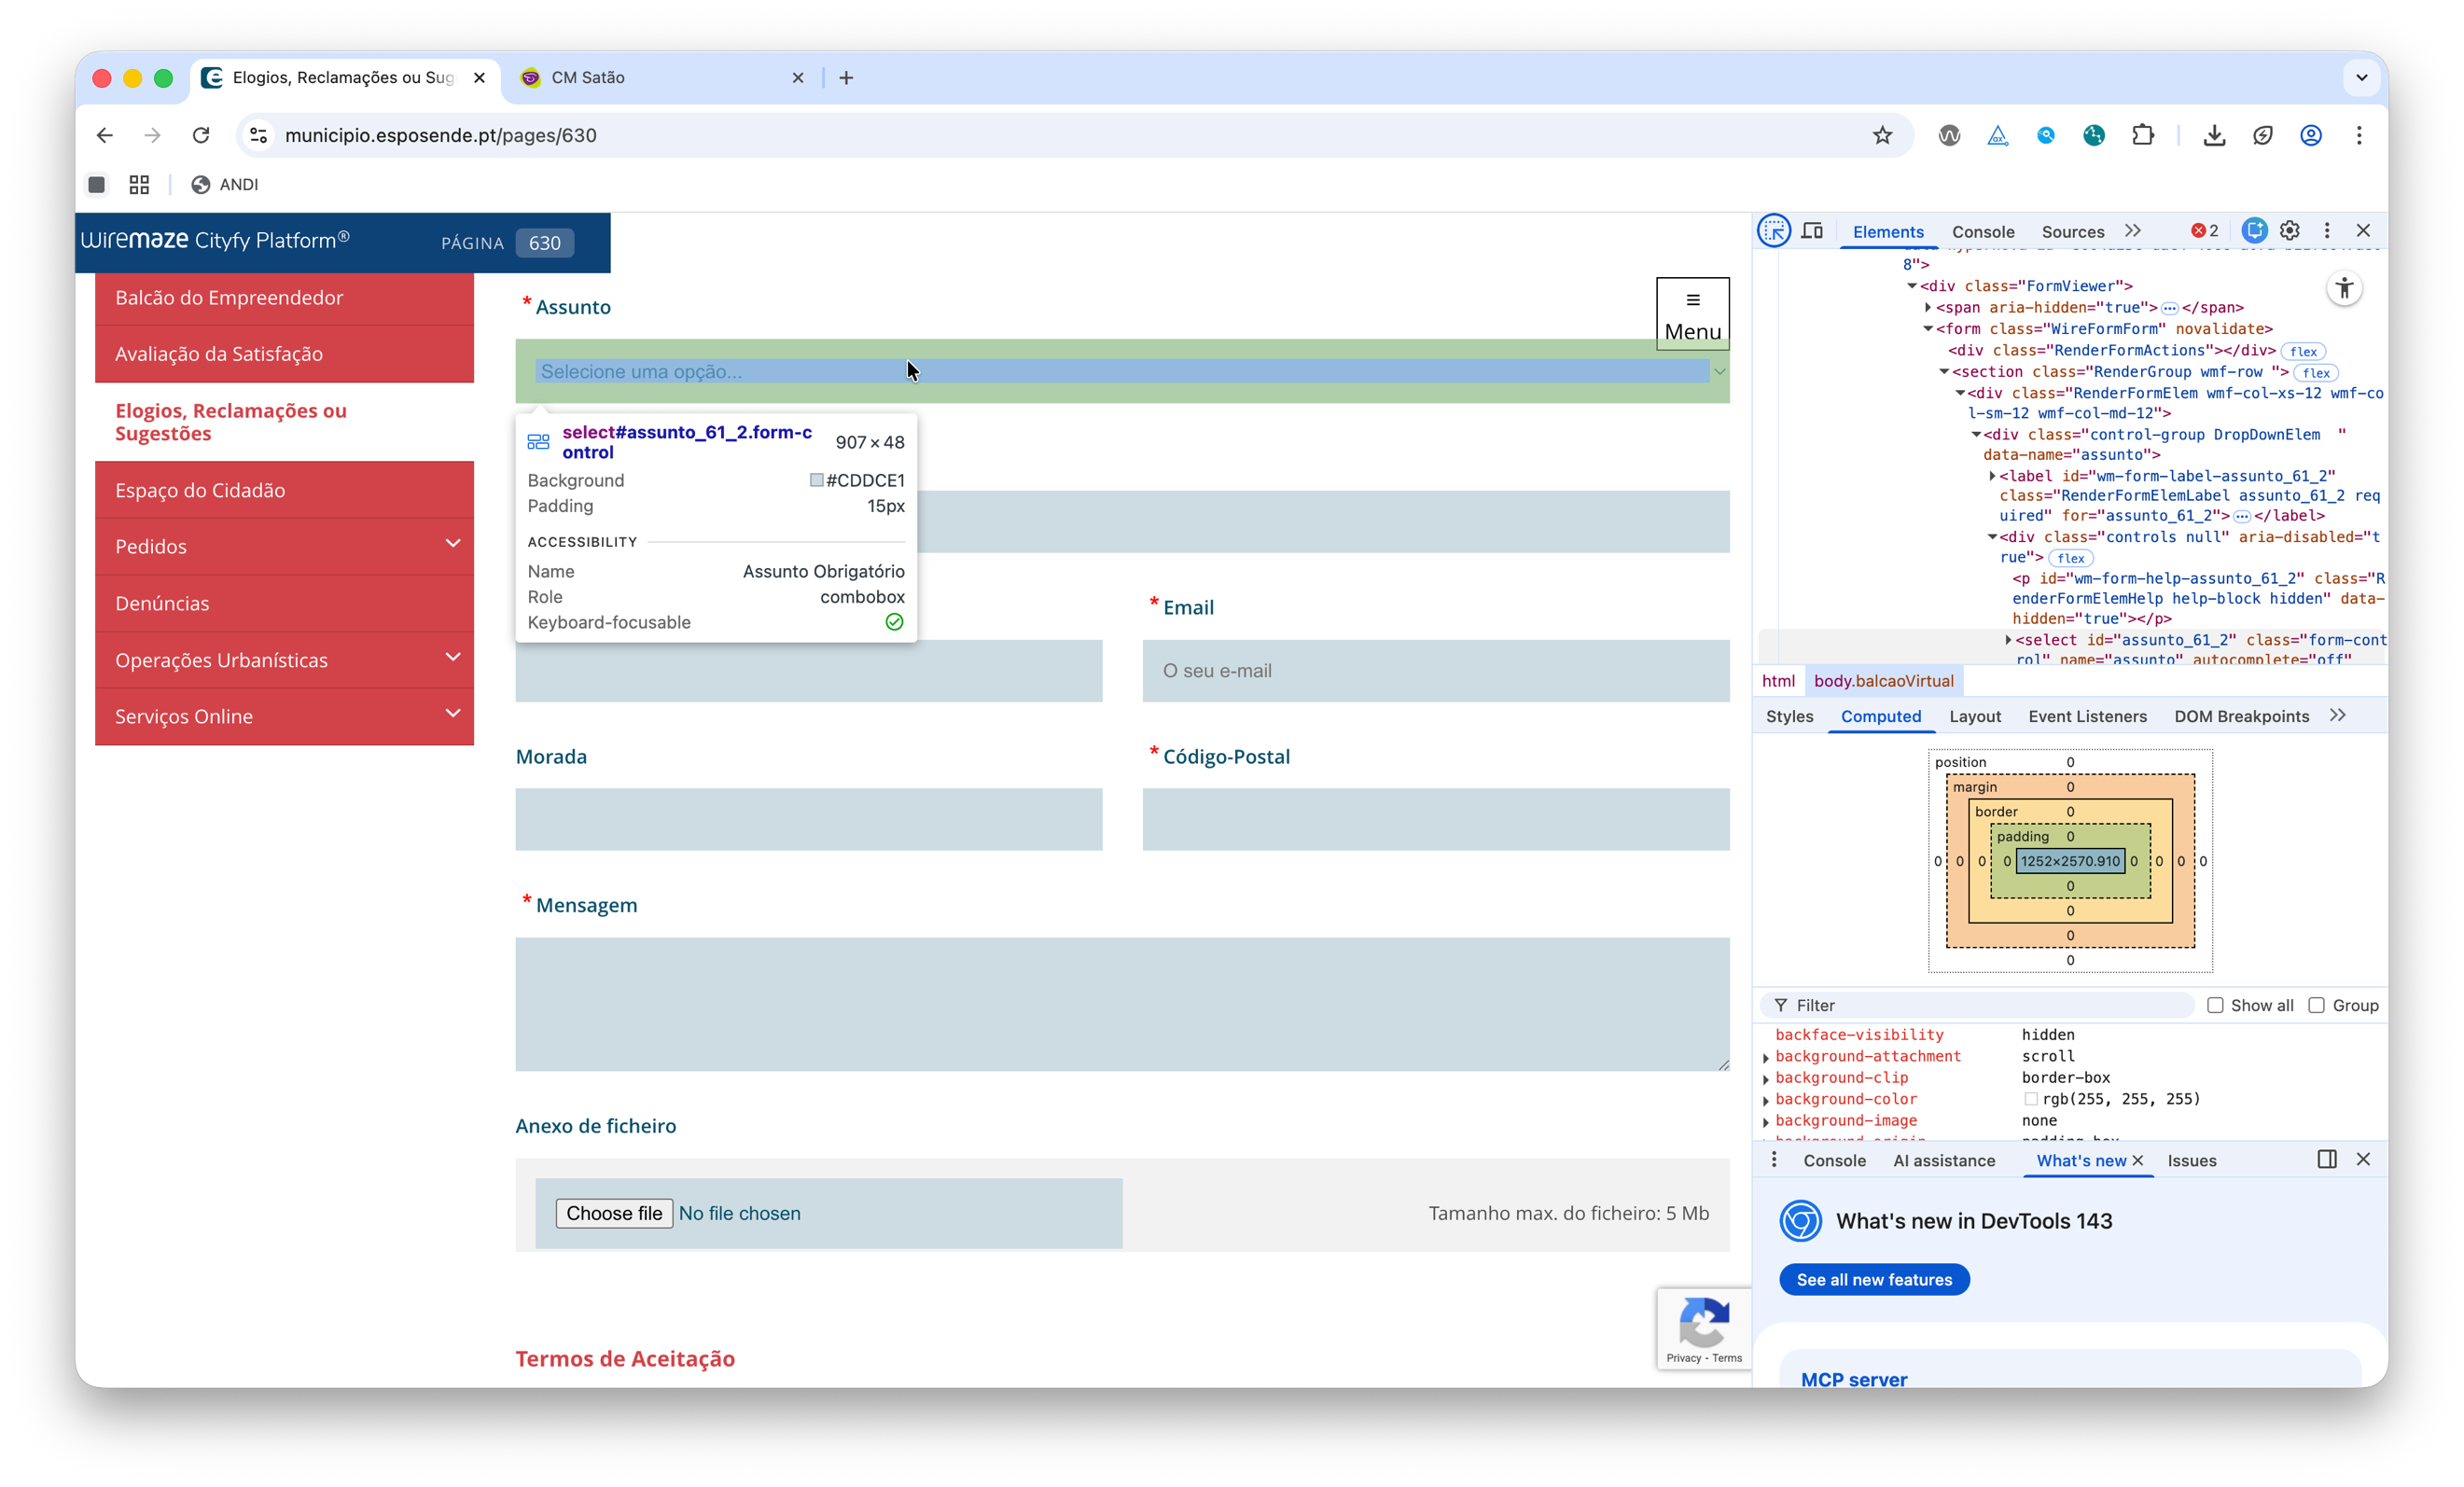 Elogios, Reclamações ou Sug
CM Satão
municipio.esposende.pt/pages/630
ANDI
wiremaze Cityfy Platform®
PÁGINA 630
Balcão do Empreendedor
Avaliação da Satisfação
Elogios, Reclamações ou
Sugestões
Espaço do Cidadão
Pedidos
Denúncias
Operações Urbanísticas
Serviços Online
* Assunto
≡
Menu
Selecione uma opção...
select#assunto_61_2.form-c
ontrol
907 × 48
Background #CDDCE1
Padding 15px
ACCESSIBILITY
Name Assunto Obrigatório
Role combobox
Keyboard-focusable
* Email
O seu e-mail
Morada
* Código-Postal
* Mensagem
Anexo de ficheiro
Choose file No file chosen
Tamanho max. do ficheiro: 5 Mb
Termos de Aceitação
Privacy - Terms
Elements Console Sources
2
8">
<div class="FormViewer">
<span aria-hidden="true">…</span>
<form class="WireFormForm" novalidate>
<div class="RenderFormActions"></div> flex
<section class="RenderGroup wmf-row "> flex
<div class="RenderFormElem wmf-col-xs-12 wmf-co
l-sm-12 wmf-col-md-12">
<div class="control-group DropDownElem  "
data-name="assunto">
<label id="wm-form-label-assunto_61_2"
class="RenderFormElemLabel assunto_61_2 req
uired" for="assunto_61_2">…</label>
<div class="controls null" aria-disabled="t
rue"> flex
<p id="wm-form-help-assunto_61_2" class="R
enderFormElemHelp help-block hidden" data-
hidden="true"></p>
<select id="assunto_61_2" class="form-cont
rol" name="assunto" autocomplete="off"
html body.balcaoVirtual
Styles Computed Layout Event Listeners DOM Breakpoints
position 0
margin 0
border 0
padding 0
0 0 0 0 1252×2570.910 0 0 0 0
0
0
0
0
Filter
Show all
Group
backface-visibility hidden
background-attachment scroll
background-clip border-box
background-color rgb(255, 255, 255)
background-image none
Console AI assistance What's new Issues
What's new in DevTools 143
See all new features
MCP server